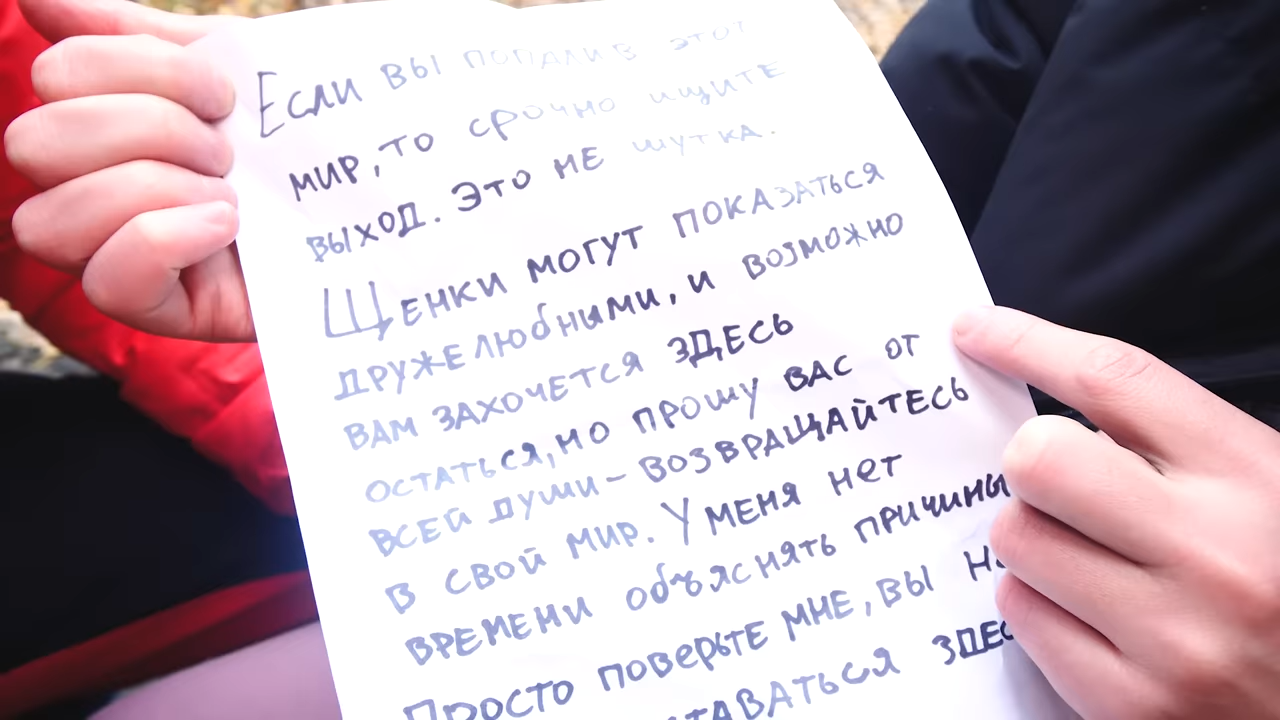 Если вы попали в этот
мир, то срочно ищите
выход. Это не шутка.
Щенки могут показаться
дружелюбными, и возможно
вам захочется здесь
остаться, но прошу вас от
всей души - возвращайтесь
в свой мир. У меня нет
времени объяснять причины
Просто поверьте мне, вы